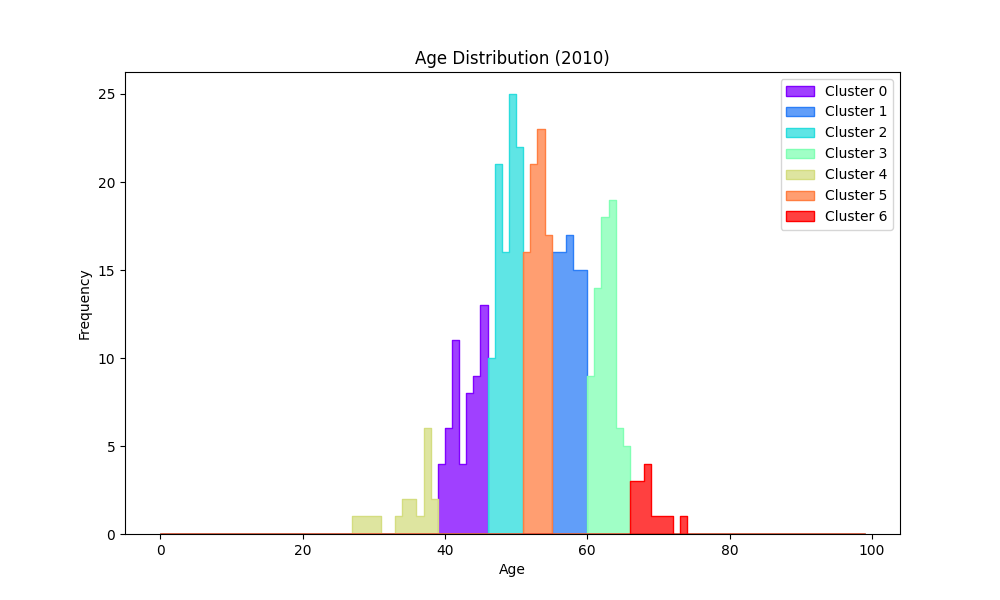 Age Distribution (2010)
Cluster 0
Cluster 1
Cluster 2
Cluster 3
Cluster 4
Cluster 5
Cluster 6
Frequency
25
20
15
10
5
0
0 20 40 60 80 100
Age